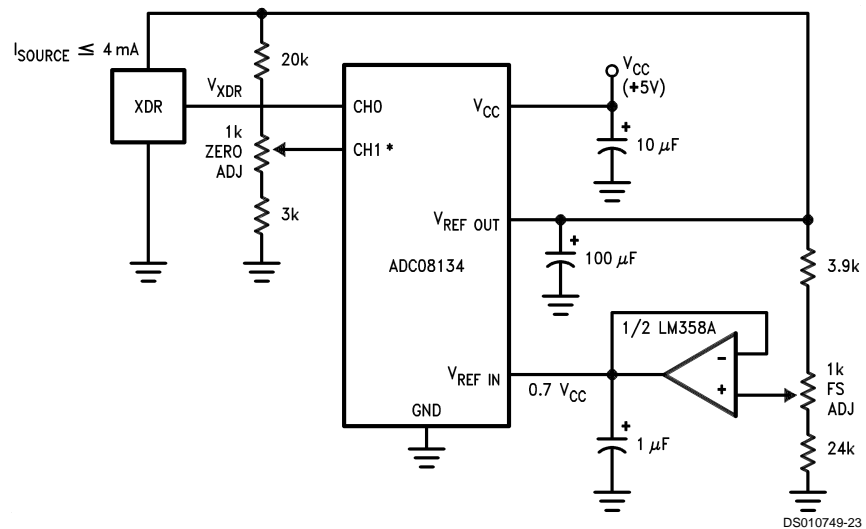 I_SOURCE ≤ 4 mA
20k
V_CC
(+5V)
XDR
V_XDR
CH0
V_CC
1k
ZERO
ADJ
CH1 *
+
10 μF
3k
V_REF OUT
+
100 μF
3.9k
ADC08134
1/2 LM358A
-
+
1k
FS
ADJ
V_REF IN
0.7 V_CC
GND
+
1 μF
24k
DS010749-23